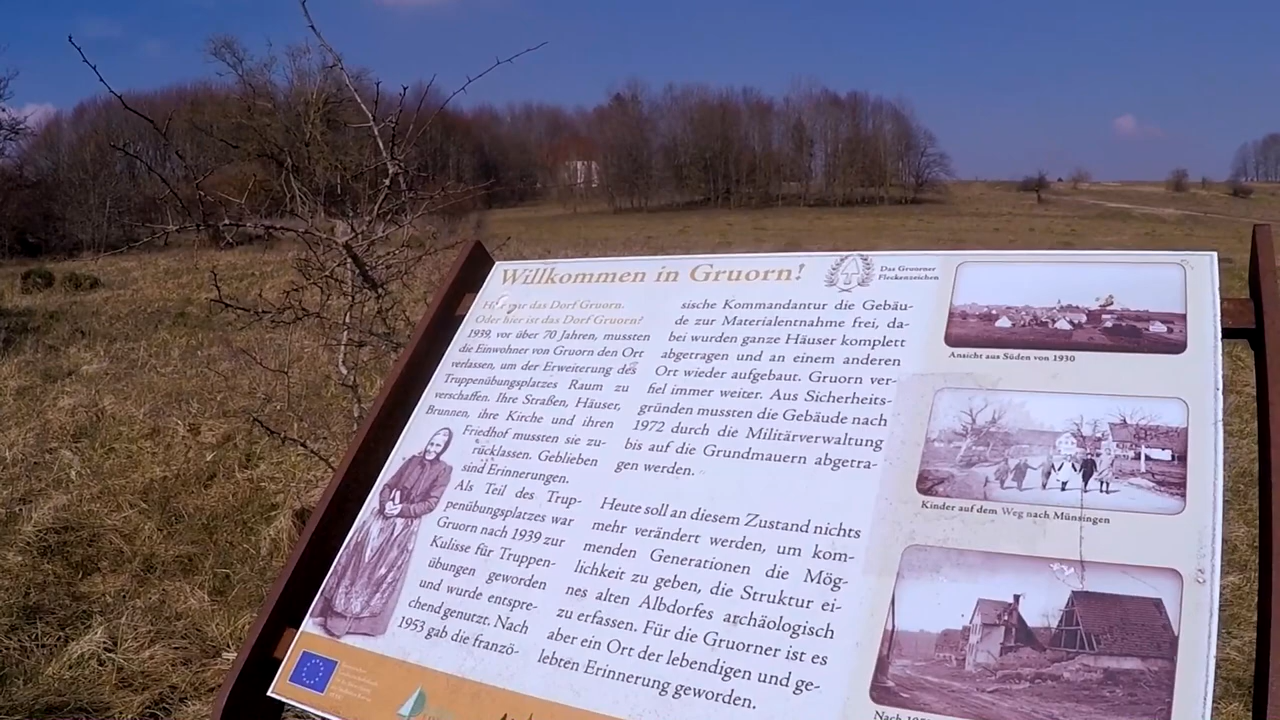 Willkommen in Gruorn!
Das Gruorner
Fleckenzeichen
Hier war das Dorf Gruorn.
Oder hier ist das Dorf Gruorn?
1939, vor über 70 Jahren, mussten
die Einwohner von Gruorn den Ort
verlassen, um der Erweiterung des
Truppenübungsplatzes Raum zu
verschaffen. Ihre Straßen, Häuser,
Brunnen, ihre Kirche und ihren
Friedhof mussten sie zu-
rücklassen. Geblieben
sind Erinnerungen.
Als Teil des Trup-
penübungsplatzes war
Gruorn nach 1939 zur
Kulisse für Truppen-
übungen geworden
und wurde entspre-
chend genutzt. Nach
1953 gab die franzö-
sische Kommandantur die Gebäu-
de zur Materialentnahme frei, da-
bei wurden ganze Häuser komplett
abgetragen und an einem anderen
Ort wieder aufgebaut. Gruorn ver-
fiel immer weiter. Aus Sicherheits-
gründen mussten die Gebäude nach
1972 durch die Militärverwaltung
bis auf die Grundmauern abgetra-
gen werden.
Heute soll an diesem Zustand nichts
mehr verändert werden, um kom-
menden Generationen die Mög-
lichkeit zu geben, die Struktur ei-
nes alten Albdorfes archäologisch
zu erfassen. Für die Gruorner ist es
aber ein Ort der lebendigen und ge-
lebten Erinnerung geworden.
Ansicht aus Süden von 1930
Kinder auf dem Weg nach Münsingen